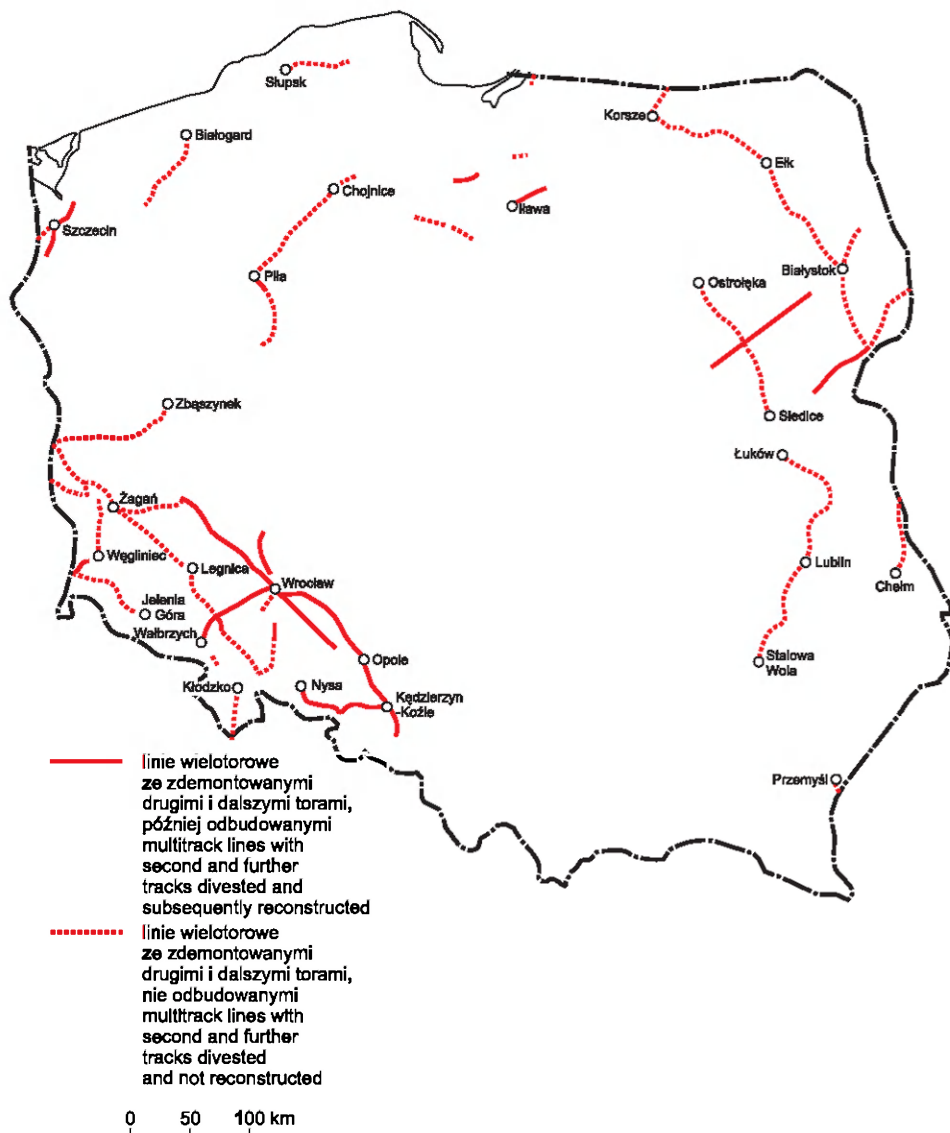 Słupsk
Korsze
Białogard
Ełk
Chojnice
Iława
Szczecin
Białystok
Piła
Ostrołęka
Zbąszynek
Siedlce
Łuków
Żagań
Węgliniec
Legnica
Wrocław
Lublin
Chełm
Jelenia
Góra
Wałbrzych
Opole
Stalowa
Wola
Kłodzko
Nysa
Kędzierzyn
-Koźle
Przemyśl
linie wielotorowe
ze zdemontowanymi
drugimi i dalszymi torami,
później odbudowanymi
multitrack lines with
second and further
tracks divested and
subsequently reconstructed
linie wielotorowe
ze zdemontowanymi
drugimi i dalszymi torami,
nie odbudowanymi
multitrack lines with
second and further
tracks divested
and not reconstructed
0 50 100 km